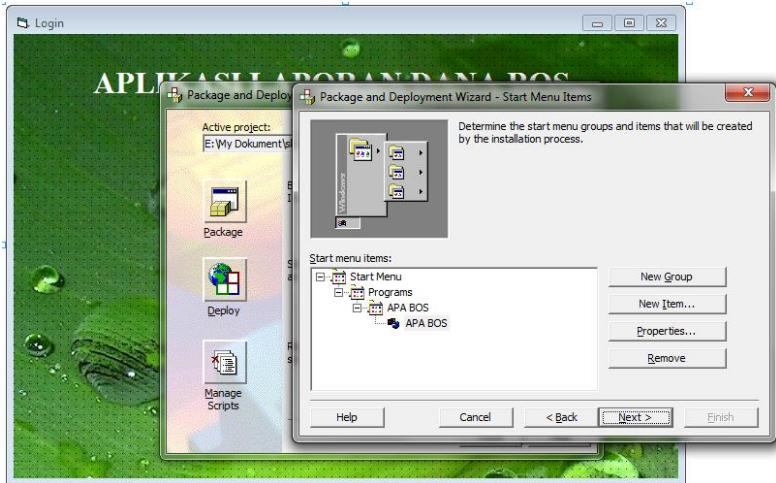 Login
APLIKASI LAPORAN DANA BOS
Package and Deploy
Active project:
E:\My Dokument\s
Package
Deploy
Manage
Scripts
Package and Deployment Wizard - Start Menu Items
Determine the start menu groups and items that will be created
by the installation process.
Windows
Start menu items:
Start Menu
Programs
APA BOS
APA BOS
New Group
New Item...
Properties...
Remove
Help
Cancel
< Back
Next >
Finish